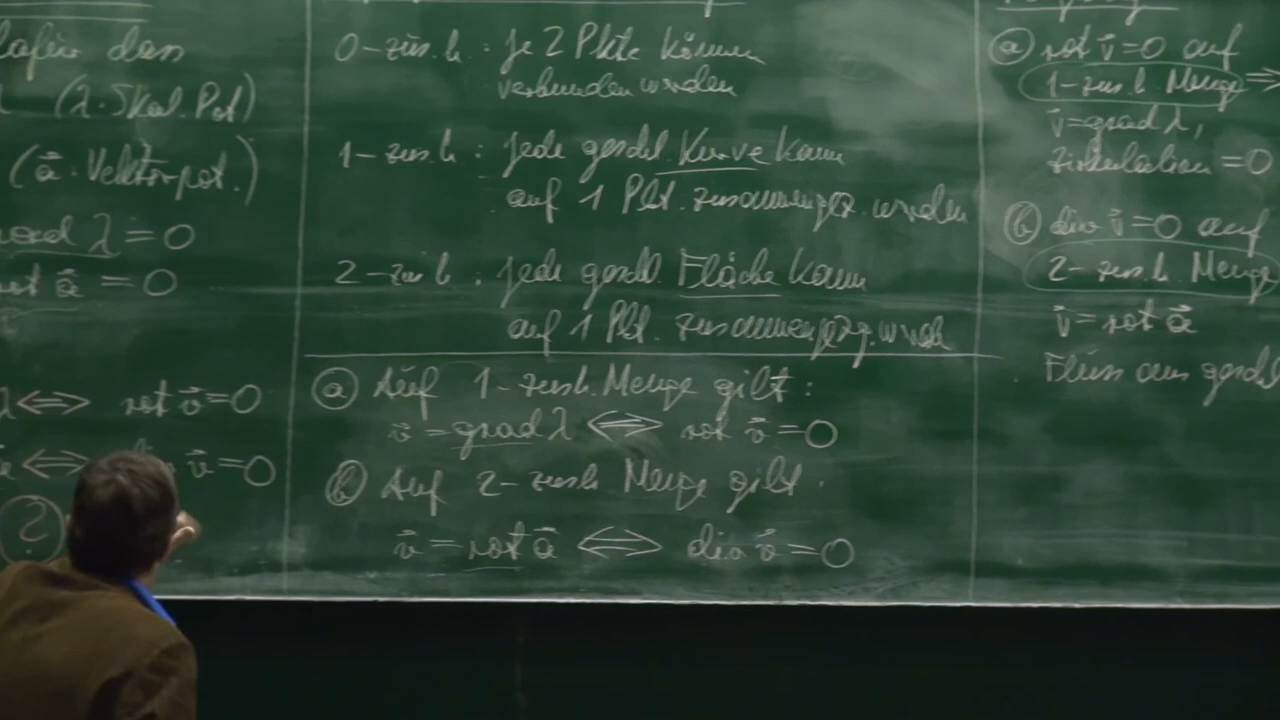 dafür dass
(λ. Skal. Pot)
(a⃗. Vektorpot.)
grad λ = 0
rot a⃗ = 0
λ ⟺ rot v⃗ = 0
a⃗ ⟺ v⃗ = 0
?
0-zus.h. : Je 2 Pkte können
verbunden werden
1-zus.h : Jede geschl. Kurve kann
auf 1 Pkt. zusammengez. werden
2-zus.h : Jede geschl. Fläche kann
auf 1 Pkt. zusammengezg. werden
(a) Auf 1-zush. Menge gilt :
v⃗ = grad λ ⟺ rot v⃗ = 0
(b) Auf 2-zush Menge gilt .
v⃗ = rot a⃗ ⟺ div v⃗ = 0
(a) rot v⃗ = 0 auf
1-zus.h. Menge ⇒
v⃗ = grad λ,
Zirkulation = 0
(b) div v⃗ = 0 auf
2-zus.h. Menge
v⃗ = rot a⃗
Fluss aus geschl